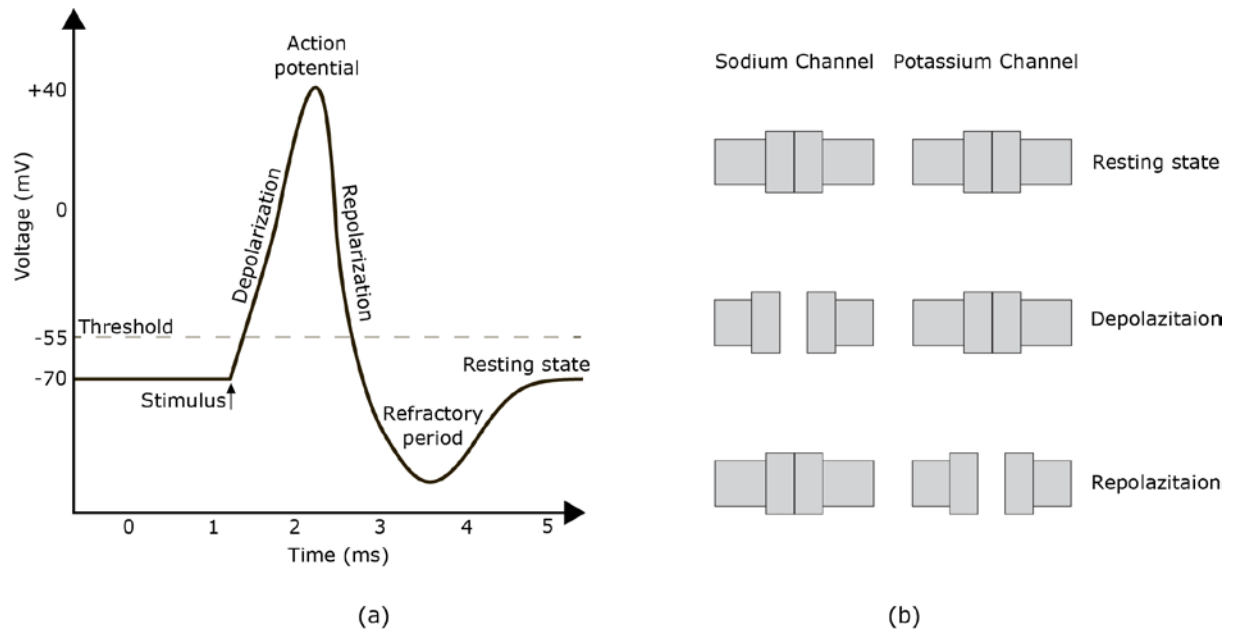 Action
potential
+40
Voltage (mV)
0
Depolarization
Repolarization
Threshold
-55
-70
Stimulus
Resting state
Refractory
period
0 1 2 3 4 5
Time (ms)
(a)
Sodium Channel Potassium Channel
Resting state
Depolazitaion
Repolazitaion
(b)